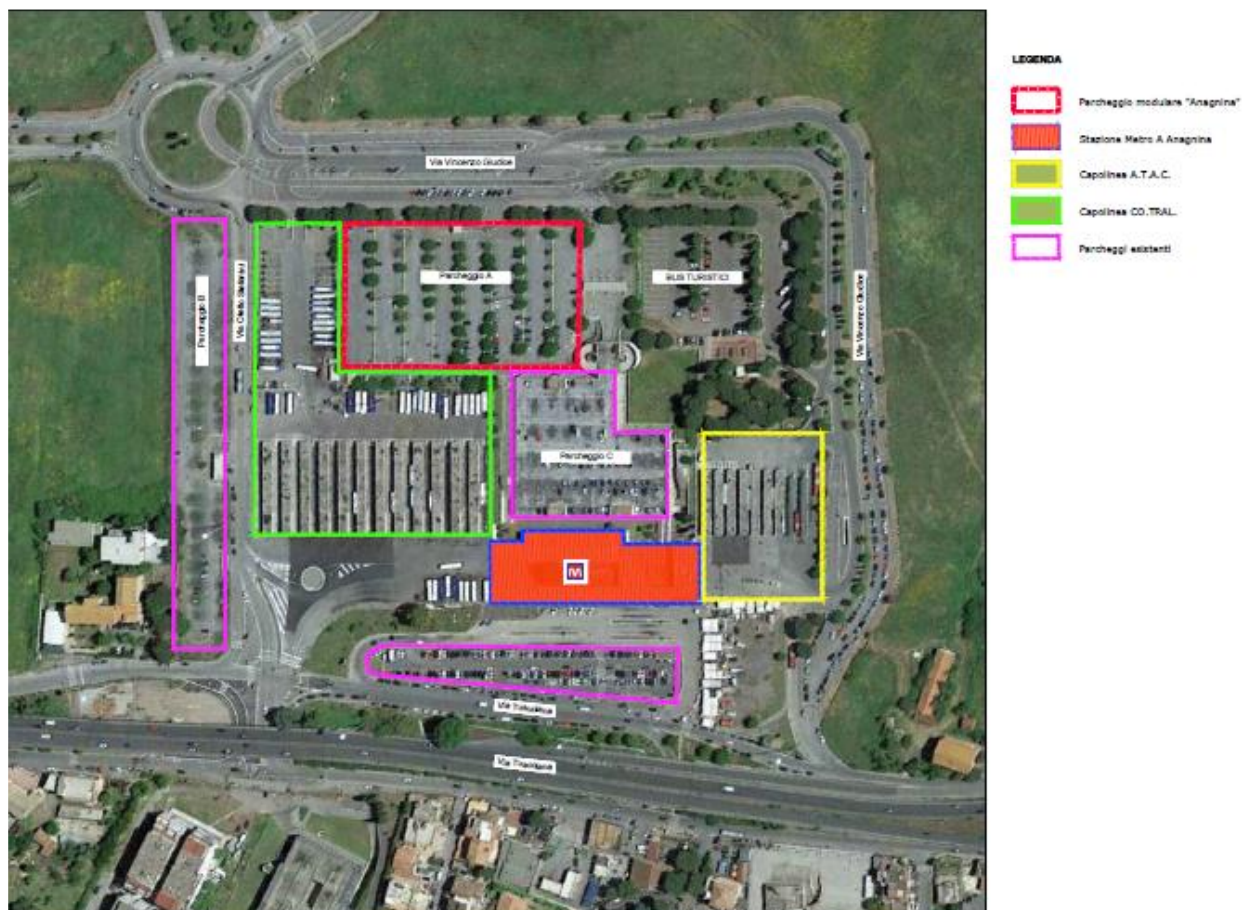 LEGENDA
Parcheggio modulare "Anagnina"
Stazione Metro A Anagnina
Capolinea A.T.A.C.
Capolinea CO.TRAL.
Parcheggi esistenti
Via Vincenzo Giudice
Parcheggio A
BUS TURISTICI
Parcheggio B
Via Vincenzo Giudice
Parcheggio C
M
Via Tuscolana